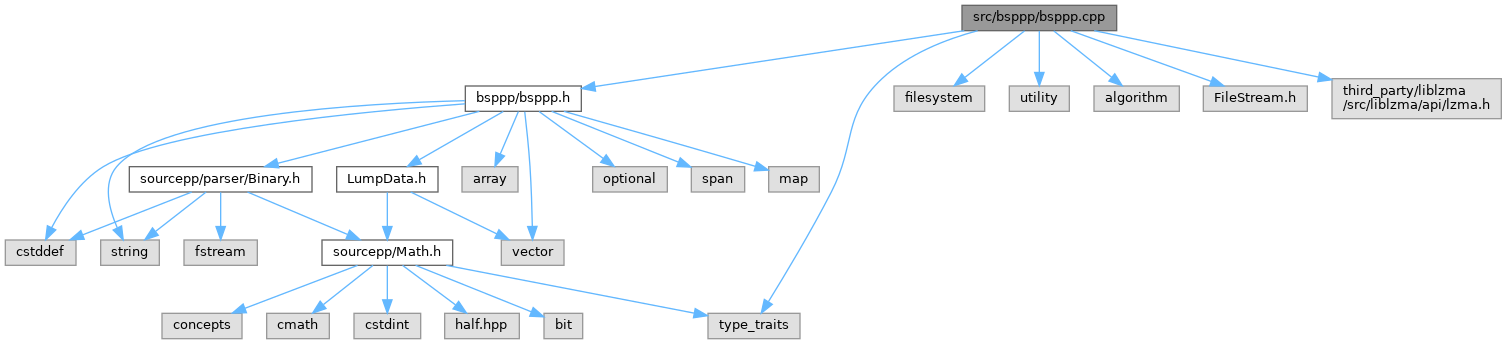 src/bsppp/bsppp.cpp
bsppp/bsppp.h
filesystem
utility
algorithm
FileStream.h
third_party/liblzma
/src/liblzma/api/lzma.h
sourcepp/parser/Binary.h
LumpData.h
array
optional
span
map
cstddef
string
fstream
sourcepp/Math.h
vector
concepts
cmath
cstdint
half.hpp
bit
type_traits